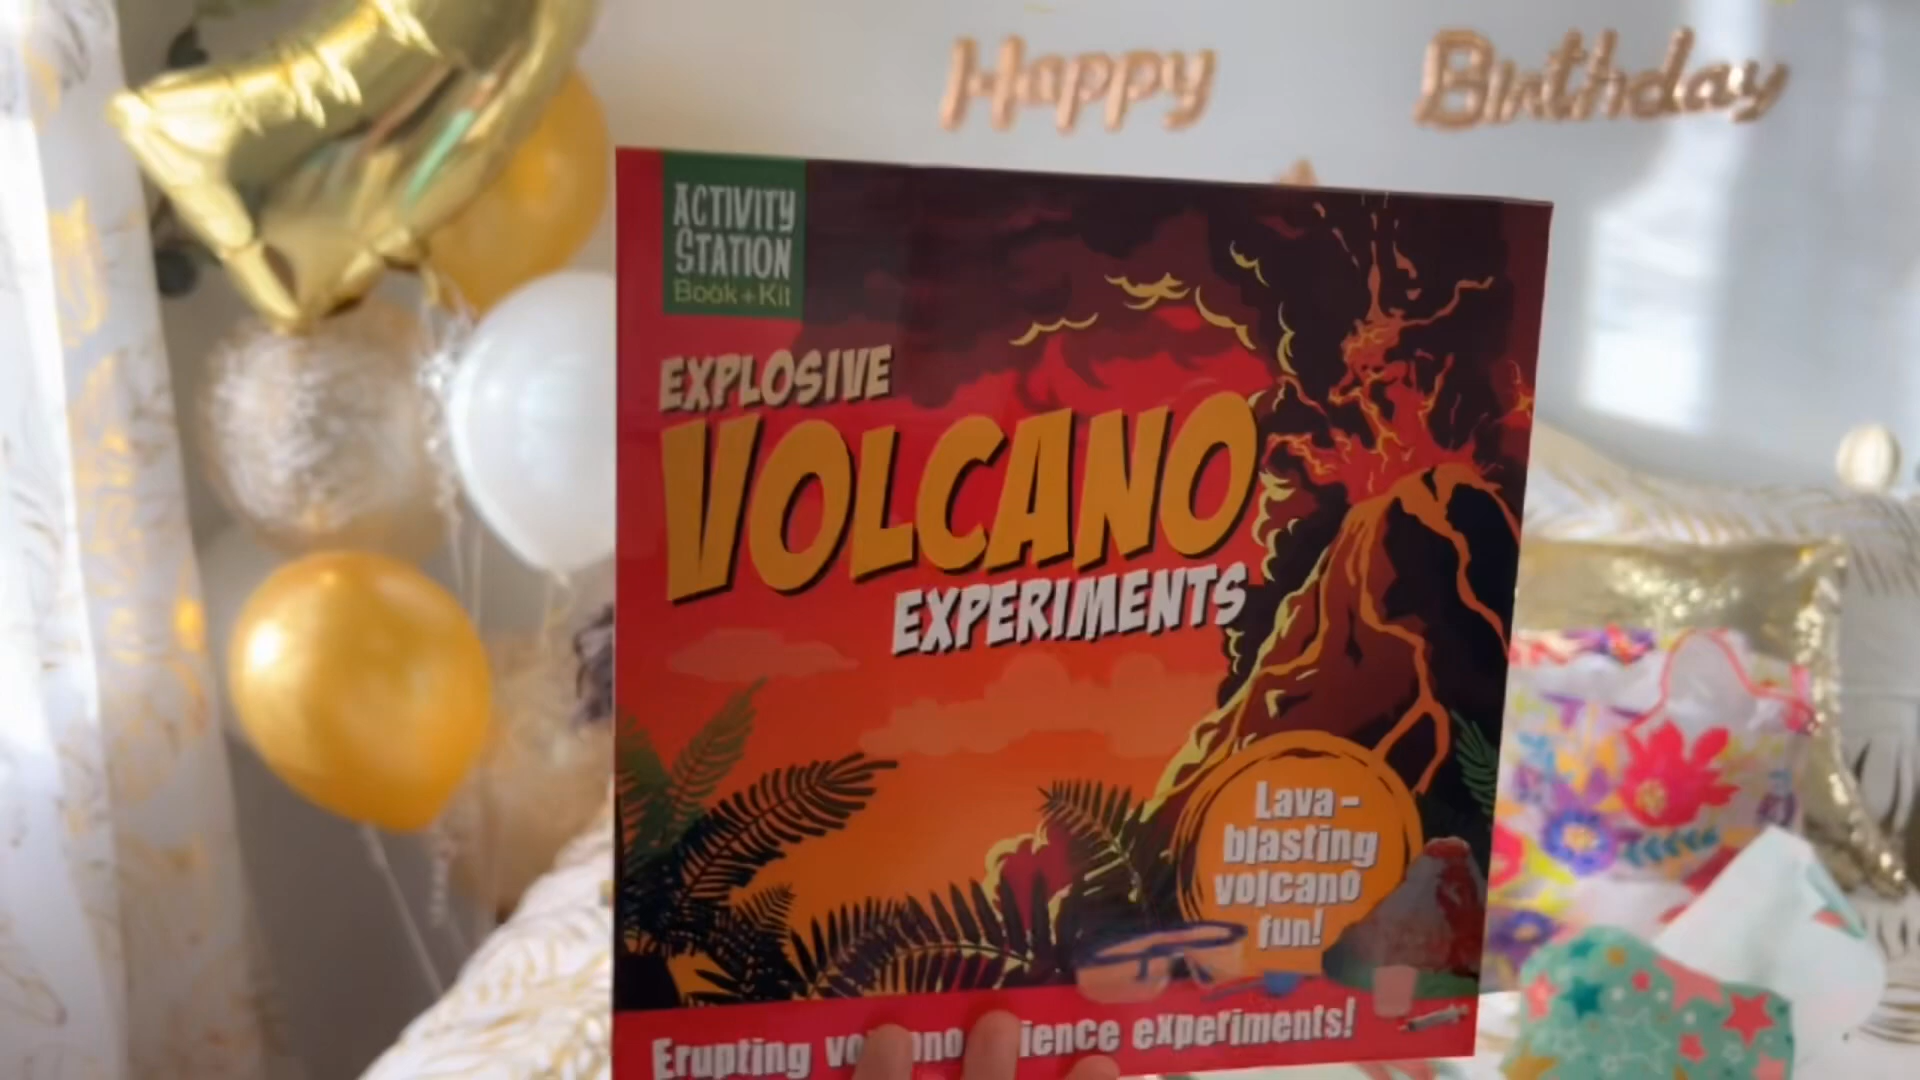 Happy Birthday
ACTIVITY
STATION
Book+Kit
EXPLOSIVE
VOLCANO
EXPERIMENTS
Lava-
blasting
volcano
fun!
Erupting experiments!